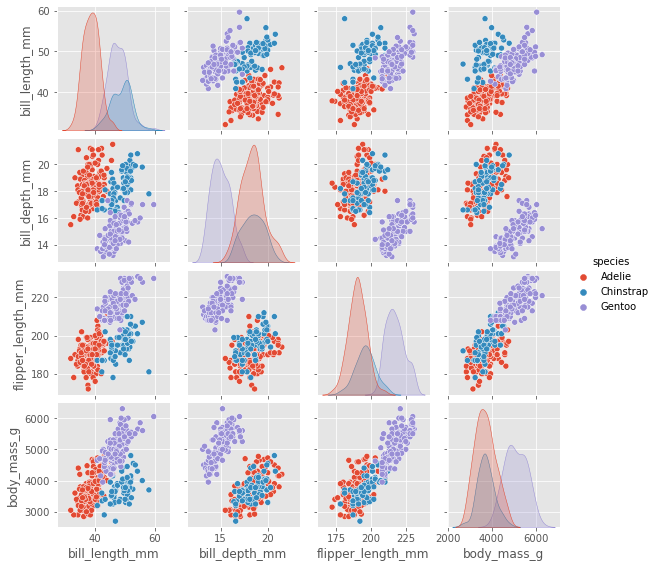 60
50
40
bill_length_mm
20
18
16
14
bill_depth_mm
220
200
180
flipper_length_mm
6000
5000
4000
3000
body_mass_g
40 60
bill_length_mm
15 20
bill_depth_mm
175 200 225
flipper_length_mm
2000 4000 6000
body_mass_g
species
Adelie
Chinstrap
Gentoo